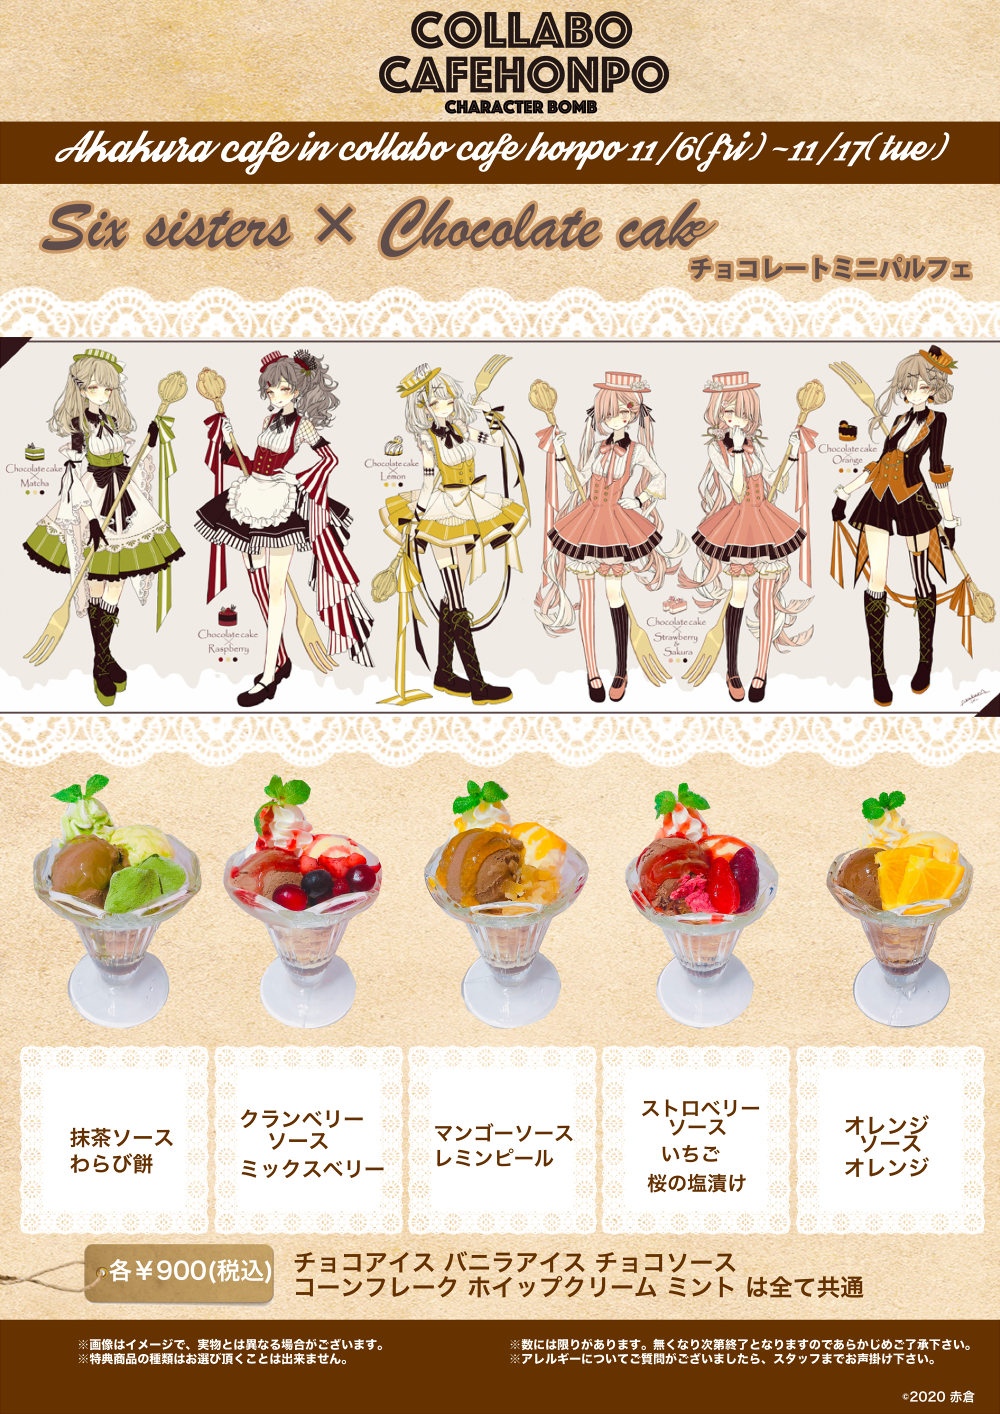 COLLABO
CAFEHONPO
CHARACTER BOMB
Akakura cafe in collabo cafe honpo 11/6(fri)~11/17(tue)
Six sisters × Chocolate cake
チョコレートミニパルフェ
Chocolate cake
×
Matcha
Chocolate cake
×
Raspberry
Chocolate cake
×
Lemon
Chocolate cake
×
Strawberry
&
Sakura
Chocolate cake
×
Orange
抹茶ソース
わらび餅
クランベリー
ソース
ミックスベリー
マンゴーソース
レミンピール
ストロベリー
ソース
いちご
桜の塩漬け
オレンジ
ソース
オレンジ
各￥900(税込)
チョコアイス バニラアイス チョコソース
コーンフレーク ホイップクリーム ミント は全て共通
※画像はイメージで、実物とは異なる場合がございます。
※特典商品の種類はお選び頂くことは出来ません。
※数には限りがあります。無くなり次第終了となりますのであらかじめご了承下さい。
※アレルギーについてご質問がございましたら、スタッフまでお声掛け下さい。
©2020 赤倉